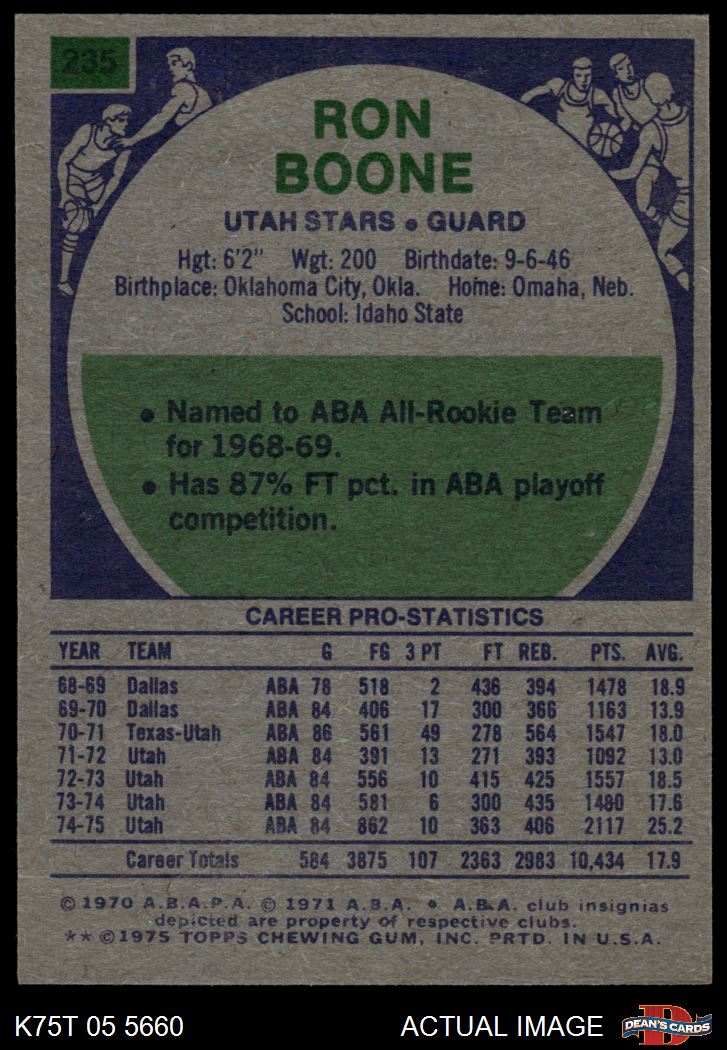 235
RON
BOONE
UTAH STARS • GUARD
Hgt: 6'2" Wgt: 200 Birthdate: 9-6-46
Birthplace: Oklahoma City, Okla. Home: Omaha, Neb.
School: Idaho State
• Named to ABA All-Rookie Team
for 1968-69.
• Has 87% FT pct. in ABA playoff
competition.
CAREER PRO-STATISTICS
YEAR TEAM G FG 3 PT FT REB. PTS. AVG.
68-69 Dallas ABA 78 518 2 436 394 1478 18.9
69-70 Dallas ABA 84 406 17 300 366 1163 13.9
70-71 Texas-Utah ABA 86 561 49 278 564 1547 18.0
71-72 Utah ABA 84 391 13 271 393 1092 13.0
72-73 Utah ABA 84 556 10 415 425 1557 18.5
73-74 Utah ABA 84 581 6 300 435 1480 17.6
74-75 Utah ABA 84 862 10 363 406 2117 25.2
Career Totals 584 3875 107 2363 2983 10,434 17.9
© 1970 A.B.A.P.A. © 1971 A.B.A. • A.B.A. club insignias
depicted are property of respective clubs.
** © 1975 TOPPS CHEWING GUM, INC. PRTD. IN U.S.A.
K75T 05 5660 ACTUAL IMAGE D DEAN'S CARDS